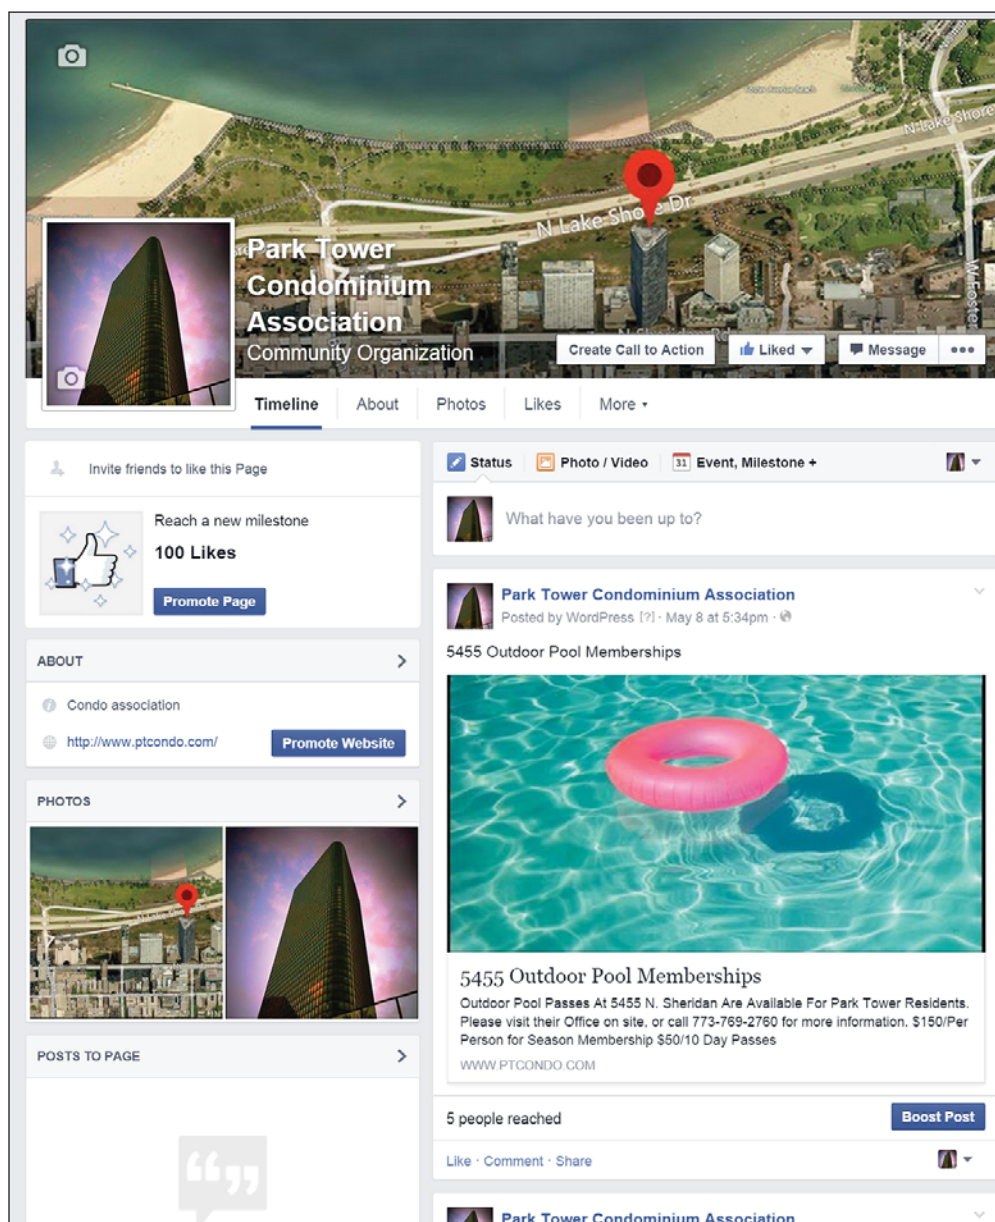 N Lake Shore
N Lake Shore Dr
W Foster
Park Tower
Condominium
Association
Community Organization
Create Call to Action
Liked
Message
Timeline
About
Photos
Likes
More
Invite friends to like this Page
Reach a new milestone
100 Likes
Promote Page
ABOUT
Condo association
http://www.ptcondo.com/
Promote Website
PHOTOS
POSTS TO PAGE
Status
Photo / Video
31
Event, Milestone +
What have you been up to?
Park Tower Condominium Association
Posted by WordPress [?] · May 8 at 5:34pm ·
5455 Outdoor Pool Memberships
5455 Outdoor Pool Memberships
Outdoor Pool Passes At 5455 N. Sheridan Are Available For Park Tower Residents.
Please visit their Office on site, or call 773-769-2760 for more information. $150/Per
Person for Season Membership $50/10 Day Passes
WWW.PTCONDO.COM
5 people reached
Boost Post
Like · Comment · Share
Park Tower Condominium Association